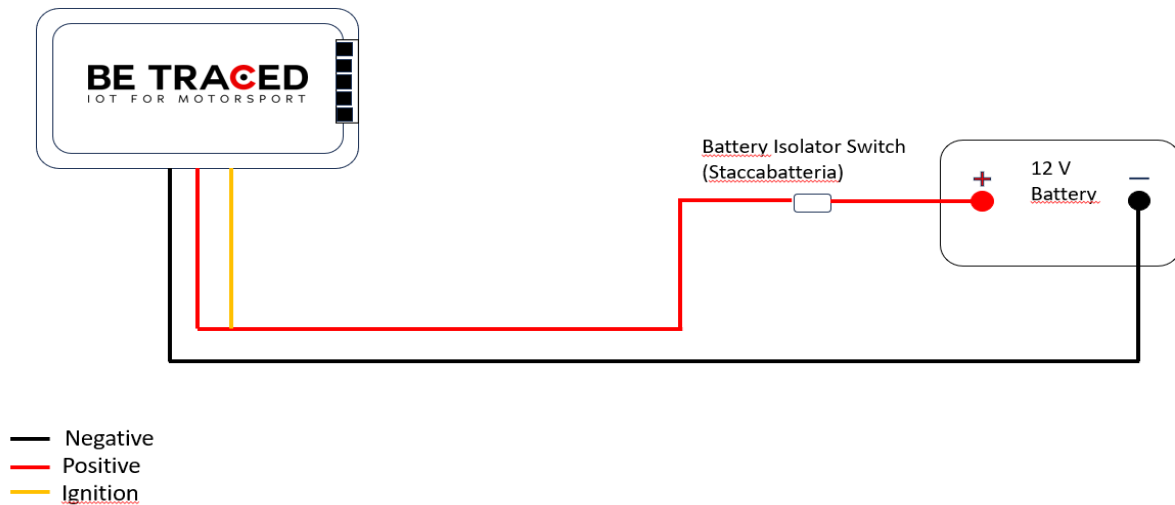 BE TRACED
IOT FOR MOTORSPORT
Battery Isolator Switch
(Staccabatteria)
+
12 V
Battery
—
Negative
Positive
Ignition